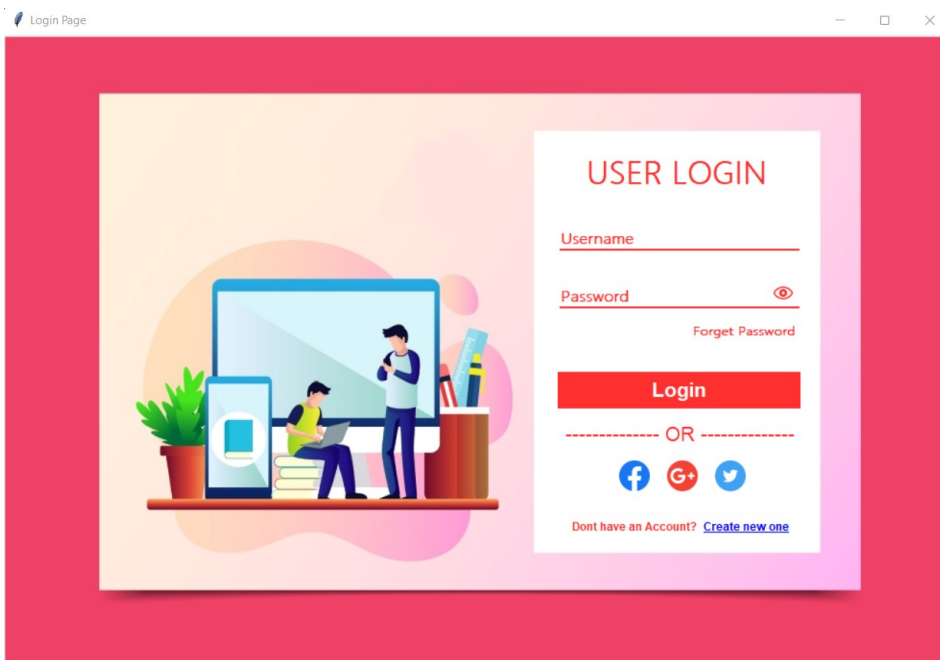 Login Page
USER LOGIN
Username
Password
Forget Password
Login
-------------- OR --------------
f G+
Dont have an Account? Create new one